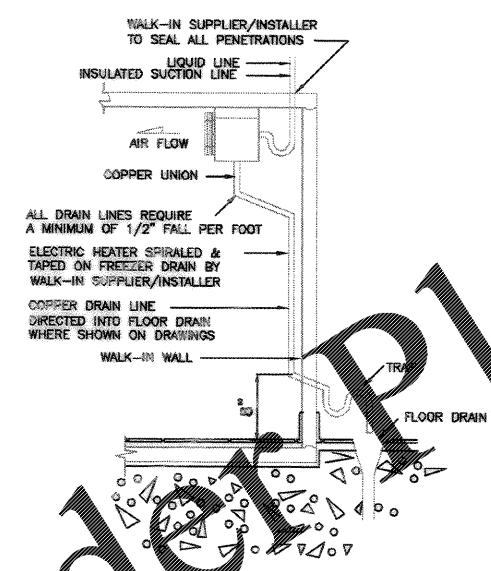 WALK-IN SUPPLIER/INSTALLER
TO SEAL ALL PENETRATIONS
LIQUID LINE
INSULATED SUCTION LINE
AIR FLOW
COPPER UNION
ALL DRAIN LINES REQUIRE
A MINIMUM OF 1/2" FALL PER FOOT
ELECTRIC HEATER SPIRALED &
TAPED ON FREEZER DRAIN BY
WALK-IN SUPPLIER/INSTALLER
COPPER DRAIN LINE
DIRECTED INTO FLOOR DRAIN
WHERE SHOWN ON DRAWINGS
WALK-IN WALL
TRAP
FLOOR DRAIN
der Pl